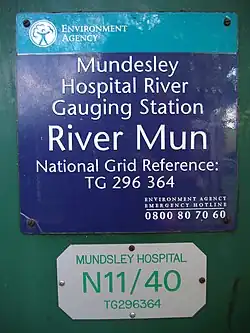 ENVIRONMENT
AGENCY
Mundesley
Hospital River
Gauging Station
River Mun
National Grid Reference:
TG 296 364
ENVIRONMENT AGENCY
EMERGENCY HOTLINE
0800 80 70 60
MUNDSLEY HOSPITAL
N11/40
TG296364